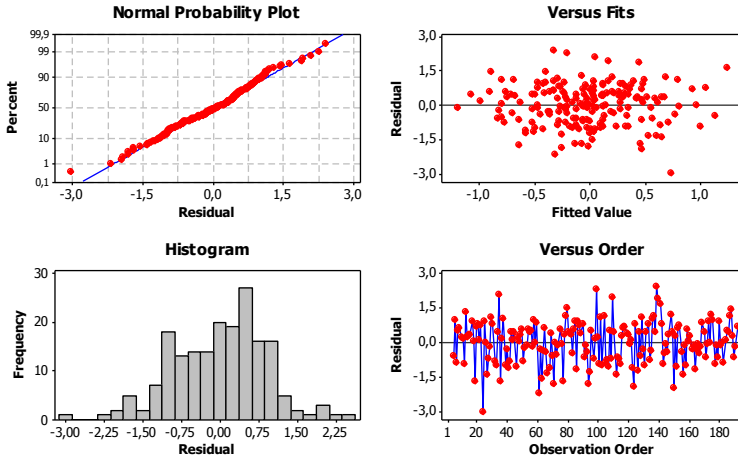 Normal Probability Plot
99,9
99
90
50
10
1
0,1
Percent
-3,0 -1,5 0,0 1,5 3,0
Residual
Versus Fits
3,0
1,5
0,0
-1,5
-3,0
Residual
-1,0 -0,5 0,0 0,5 1,0
Fitted Value
Histogram
30
20
10
0
Frequency
-3,00 -2,25 -1,50 -0,75 0,00 0,75 1,50 2,25
Residual
Versus Order
3,0
1,5
0,0
-1,5
-3,0
Residual
1 20 40 60 80 100 120 140 160 180
Observation Order